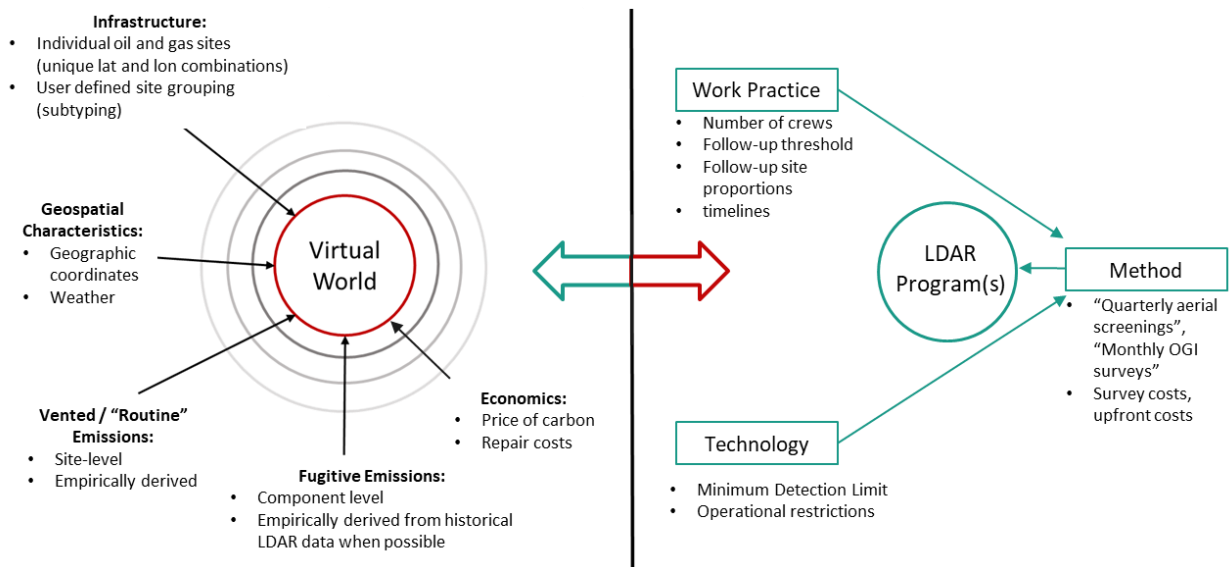 Infrastructure:
• Individual oil and gas sites
(unique lat and lon combinations)
• User defined site grouping
(subtyping)
Geospatial
Characteristics:
• Geographic
coordinates
• Weather
Virtual
World
Vented / “Routine”
Emissions:
• Site-level
• Empirically derived
Fugitive Emissions:
• Component level
• Empirically derived from historical
LDAR data when possible
Economics:
• Price of carbon
• Repair costs
Work Practice
• Number of crews
• Follow-up threshold
• Follow-up site
proportions
• timelines
LDAR
Program(s)
Method
• “Quarterly aerial
screenings”,
“Monthly OGI
surveys”
• Survey costs,
upfront costs
Technology
• Minimum Detection Limit
• Operational restrictions